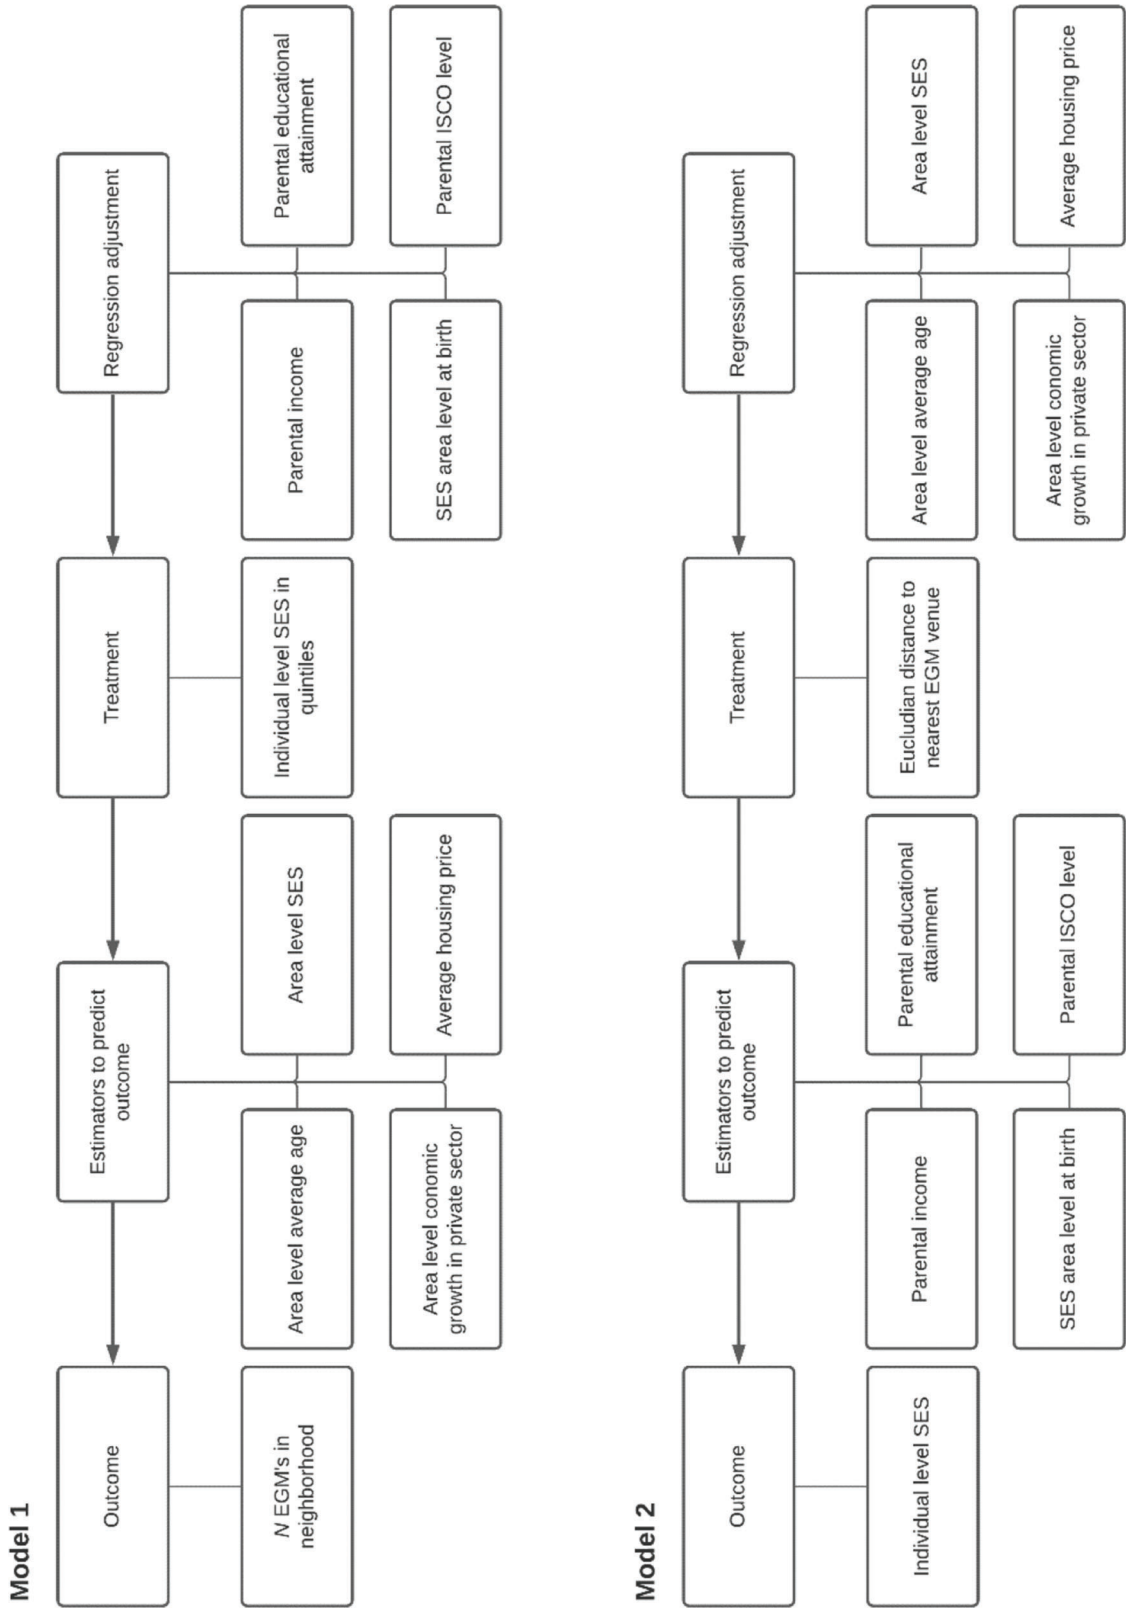 Model 1
Outcome
Estimators to predict
outcome
Treatment
Regression adjustment
N EGM's in
neighborhood
Area level average age
Area level SES
Individual level SES in
quintiles
Parental income
Parental educational
attainment
Area level conomic
growth in private sector
Average housing price
SES area level at birth
Parental ISCO level
Model 2
Outcome
Estimators to predict
outcome
Treatment
Regression adjustment
Individual level SES
Parental income
Parental educational
attainment
Eucludian distance to
nearest EGM venue
Area level average age
Area level SES
SES area level at birth
Parental ISCO level
Area level conomic
growth in private sector
Average housing price